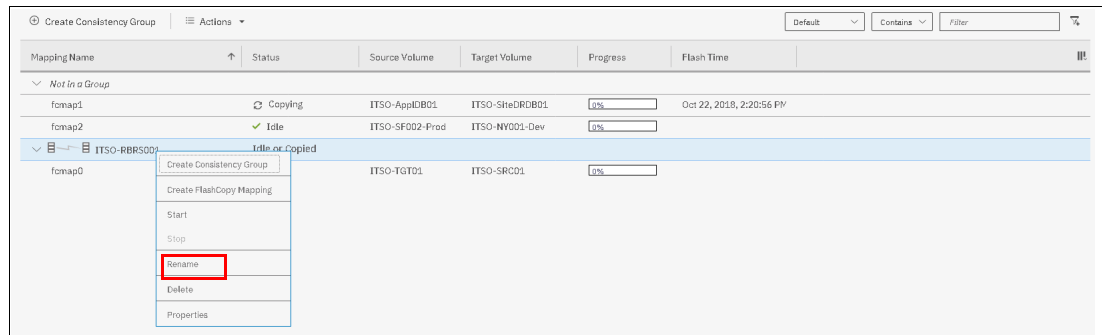 Create Consistency Group Actions Default Contains Filter
Mapping Name Status Source Volume Target Volume Progress Flash Time
Not in a Group
fcmap1 Copying ITSO-ApplDB01 ITSO-SiteDRDB01 0% Oct 22, 2018, 2:20:56 PM
fcmap2 Idle ITSO-SF002-Prod ITSO-NY001-Dev 0%
ITSO-RBRS001 Idle or Copied
Create Consistency Group
fcmap0 ITSO-TGT01 ITSO-SRC01 0%
Create FlashCopy Mapping
Start
Stop
Rename
Delete
Properties